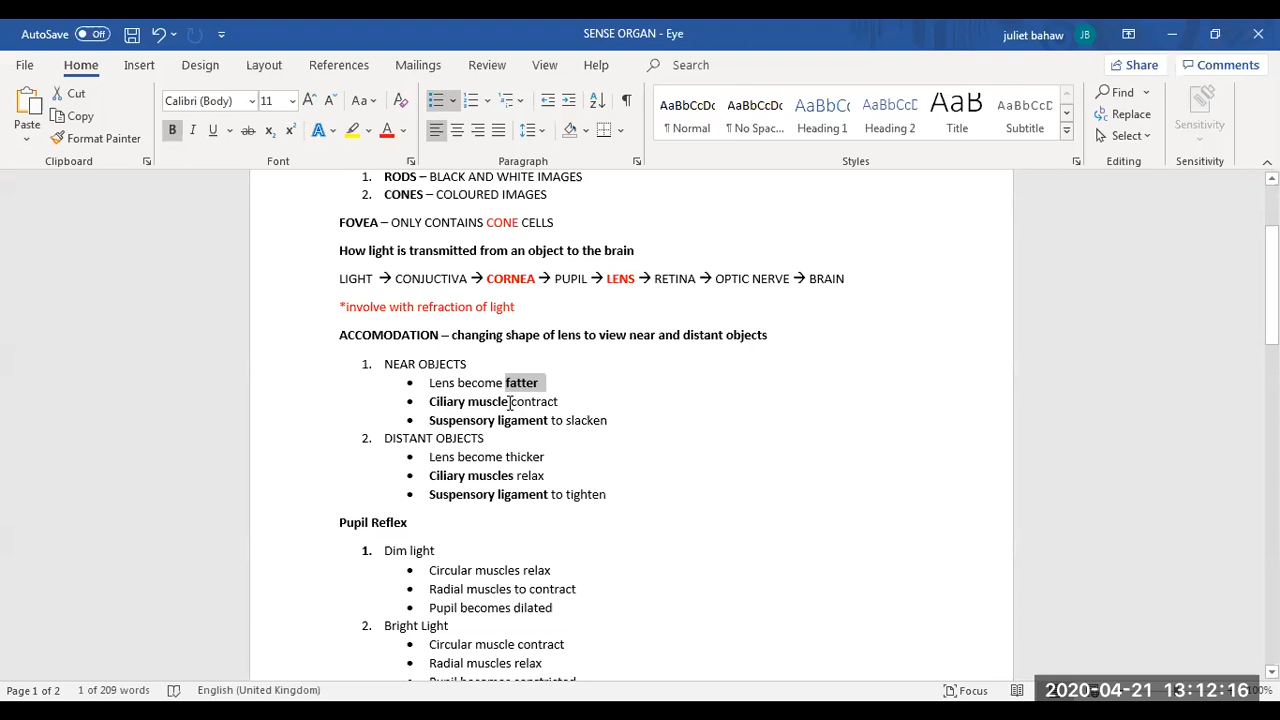 AutoSave Off SENSE ORGAN - Eye juliet bahaw JB
File Home Insert Design Layout References Mailings Review View Help Search Share Comments
Paste Cut Copy Format Painter Clipboard
Calibri (Body) 11 Font
Paragraph
AaBbCcDc ¶ Normal AaBbCcDc ¶ No Spac... AaBbCc Heading 1 AaBbCcC Heading 2 AaB Title AaBbCcD Subtitle Styles
Find Replace Select Editing
Sensitivity Sensitivity
1. RODS – BLACK AND WHITE IMAGES
2. CONES – COLOURED IMAGES
FOVEA – ONLY CONTAINS CONE CELLS
How light is transmitted from an object to the brain
LIGHT → CONJUCTIVA → CORNEA → PUPIL → LENS → RETINA → OPTIC NERVE → BRAIN
*involve with refraction of light
ACCOMODATION – changing shape of lens to view near and distant objects
1. NEAR OBJECTS
• Lens become fatter
• Ciliary muscle contract
• Suspensory ligament to slacken
2. DISTANT OBJECTS
• Lens become thicker
• Ciliary muscles relax
• Suspensory ligament to tighten
Pupil Reflex
1. Dim light
• Circular muscles relax
• Radial muscles to contract
• Pupil becomes dilated
2. Bright Light
• Circular muscle contract
• Radial muscles relax
• Pupil becomes constricted
Page 1 of 2 1 of 209 words English (United Kingdom) Focus 100%
2020-04-21 13:12:16